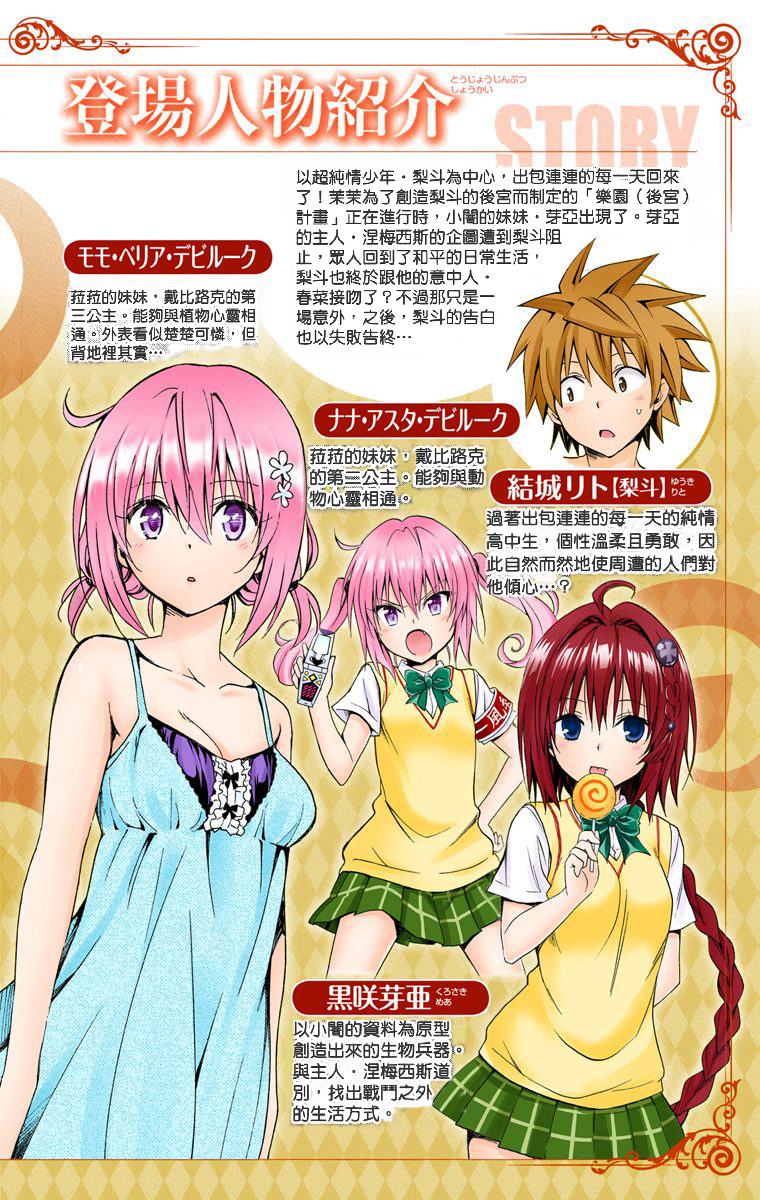 登場人物紹介
とうじょうじんぶつ
しょうかい
STORY
以超純情少年・梨斗為中心，出包連連的每一天回來
了！茉茉為了創造梨斗的後宮而制定的「樂園（後宮）
計畫」正在進行時，小闇的妹妹・芽亞出現了。芽亞
的主人・涅梅西斯的企圖遭到梨斗阻
止，眾人回到了和平的日常生活，
梨斗也終於跟他的意中人・
春菜接吻了？不過那只是一
場意外，之後，梨斗的告白
也以失敗告終…
モモ・ベリア・デビルーク
菈菈的妹妹，戴比路克的第
三公主。能夠與植物心靈相
通。外表看似楚楚可憐，但
背地裡其實…
ナナ・アスタ・デビルーク
菈菈的妹妹，戴比路克
的第二公主。能夠與動
物心靈相通。
結城リト【梨斗】
ゆうき
りと
過著出包連連的每一天的純情
高中生，個性溫柔且勇敢，因
此自然而然地使周遭的人們對
他傾心…？
黒咲芽亜
くろさき
めあ
以小闇的資料為原型
創造出來的生物兵器。
與主人・涅梅西斯道
別，找出戰鬥之外
的生活方式。